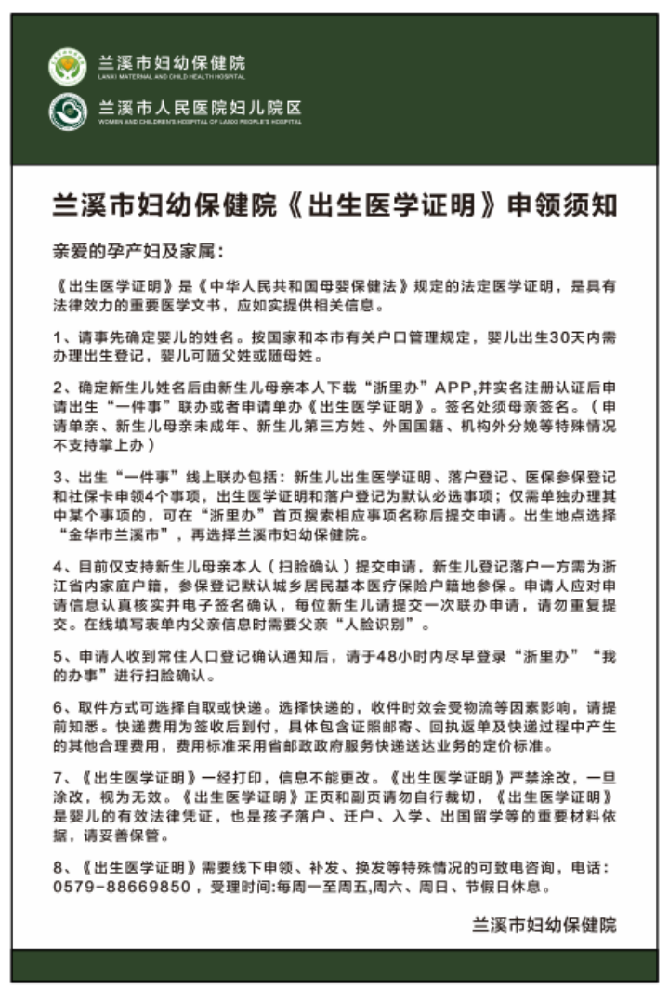 兰溪市妇幼保健院
LANXI MATERNAL AND CHILD HEALTH HOSPITAL
兰溪市人民医院妇儿院区
WOMEN AND CHILDREN'S HOSPITAL OF LANXI PEOPLE'S HOSPITAL
兰溪市妇幼保健院《出生医学证明》申领须知
亲爱的孕产妇及家属：
《出生医学证明》是《中华人民共和国母婴保健法》规定的法定医学证明，是具有
法律效力的重要医学文书，应如实提供相关信息。
1、请事先确定婴儿的姓名。按国家和本市有关户口管理规定，婴儿出生30天内需
办理出生登记，婴儿可随父姓或随母姓。
2、确定新生儿姓名后由新生儿母亲本人下载“浙里办”APP,并实名注册认证后申
请出生“一件事”联办或者申请单办《出生医学证明》。签名处须母亲签名。（申
请单亲、新生儿母亲未成年、新生儿第三方姓、外国国籍、机构外分娩等特殊情况
不支持掌上办）
3、出生“一件事”线上联办包括：新生儿出生医学证明、落户登记、医保参保登记
和社保卡申领4个事项，出生医学证明和落户登记为默认必选事项；仅需单独办理其
中某个事项的，可在“浙里办”首页搜索相应事项名称后提交申请。出生地点选择
“金华市兰溪市”，再选择兰溪市妇幼保健院。
4、目前仅支持新生儿母亲本人（扫脸确认）提交申请，新生儿登记落户一方需为浙
江省内家庭户籍，参保登记默认城乡居民基本医疗保险户籍地参保。申请人应对申
请信息认真核实并电子签名确认，每位新生儿请提交一次联办申请，请勿重复提
交。在线填写表单内父亲信息时需要父亲“人脸识别”。
5、申请人收到常住人口登记确认通知后，请于48小时内尽早登录“浙里办”“我
的办事”进行扫脸确认。
6、取件方式可选择自取或快递。选择快递的，收件时效会受物流等因素影响，请提
前知悉。快递费用为签收后到付，具体包含证照邮寄、回执返单及快递过程中产生
的其他合理费用，费用标准采用省邮政政府服务快递送达业务的定价标准。
7、《出生医学证明》一经打印，信息不能更改。《出生医学证明》严禁涂改，一旦
涂改，视为无效。《出生医学证明》正页和副页请勿自行裁切，《出生医学证明》
是婴儿的有效法律凭证，也是孩子落户、迁户、入学、出国留学等的重要材料依
据，请妥善保管。
8、《出生医学证明》需要线下申领、补发、换发等特殊情况的可致电咨询，电话：
0579-88669850，受理时间:每周一至周五,周六、周日、节假日休息。
兰溪市妇幼保健院